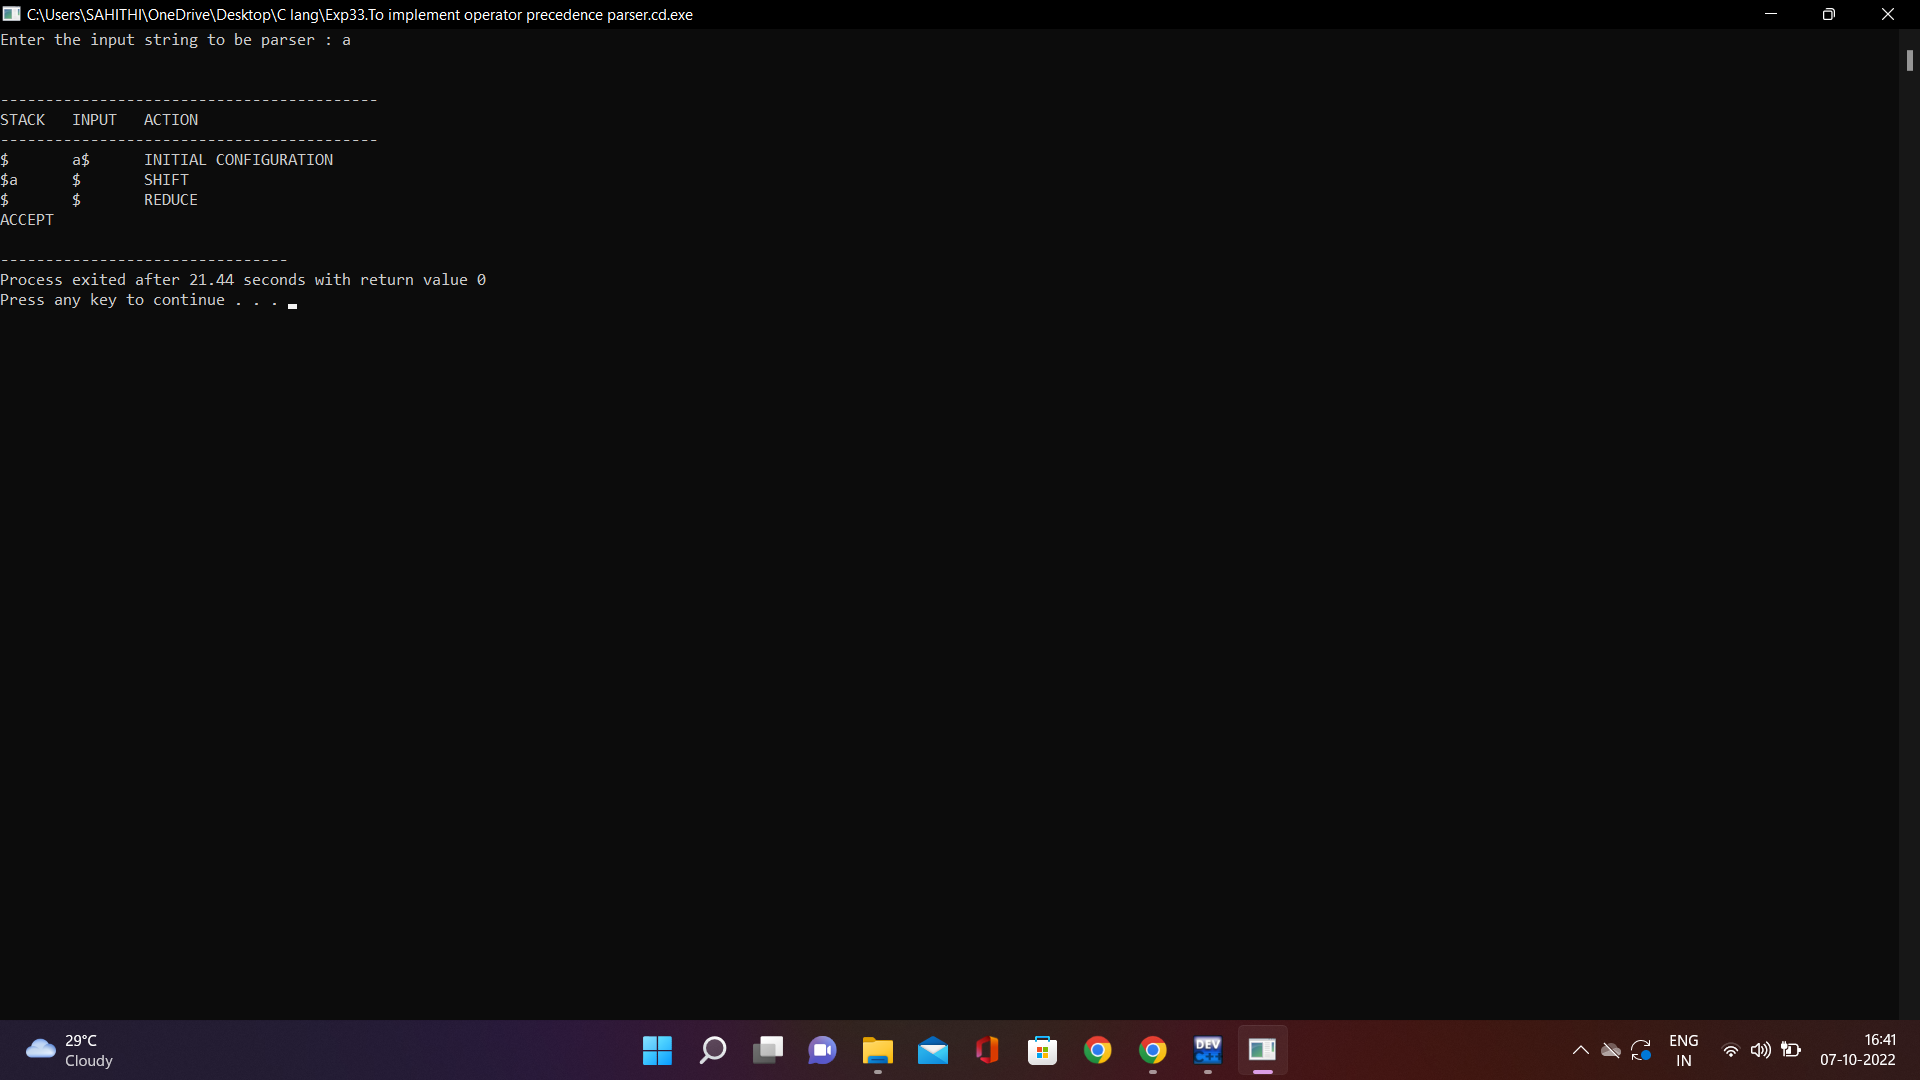 C:\Users\SAHITHI\OneDrive\Desktop\C lang\Exp33.To implement operator precedence parser.cd.exe
Enter the input string to be parser : a
------------------------------------------
STACK   INPUT   ACTION
------------------------------------------
$       a$      INITIAL CONFIGURATION
$a      $       SHIFT
$       $       REDUCE
ACCEPT
--------------------------------
Process exited after 21.44 seconds with return value 0
Press any key to continue . . .
29°C
Cloudy
DEV
C++
ENG
IN
16:41
07-10-2022